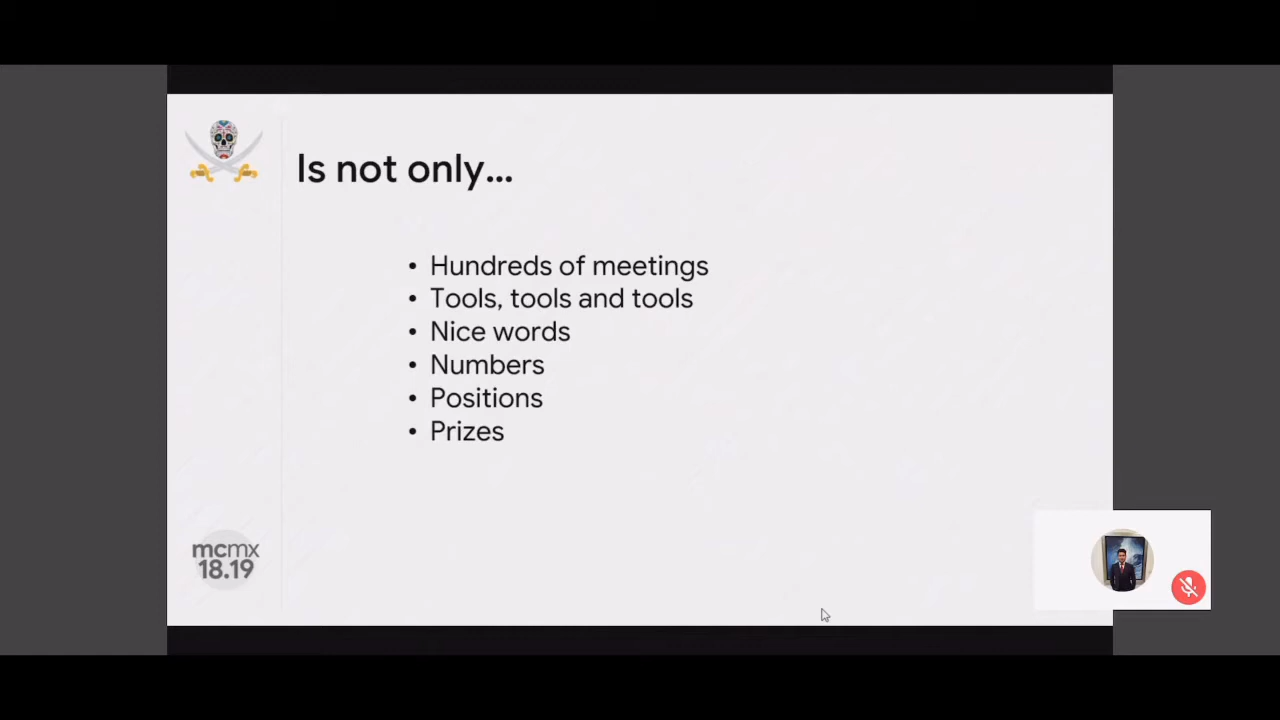 Is not only...
• Hundreds of meetings
• Tools, tools and tools
• Nice words
• Numbers
• Positions
• Prizes
mcmx
18.19